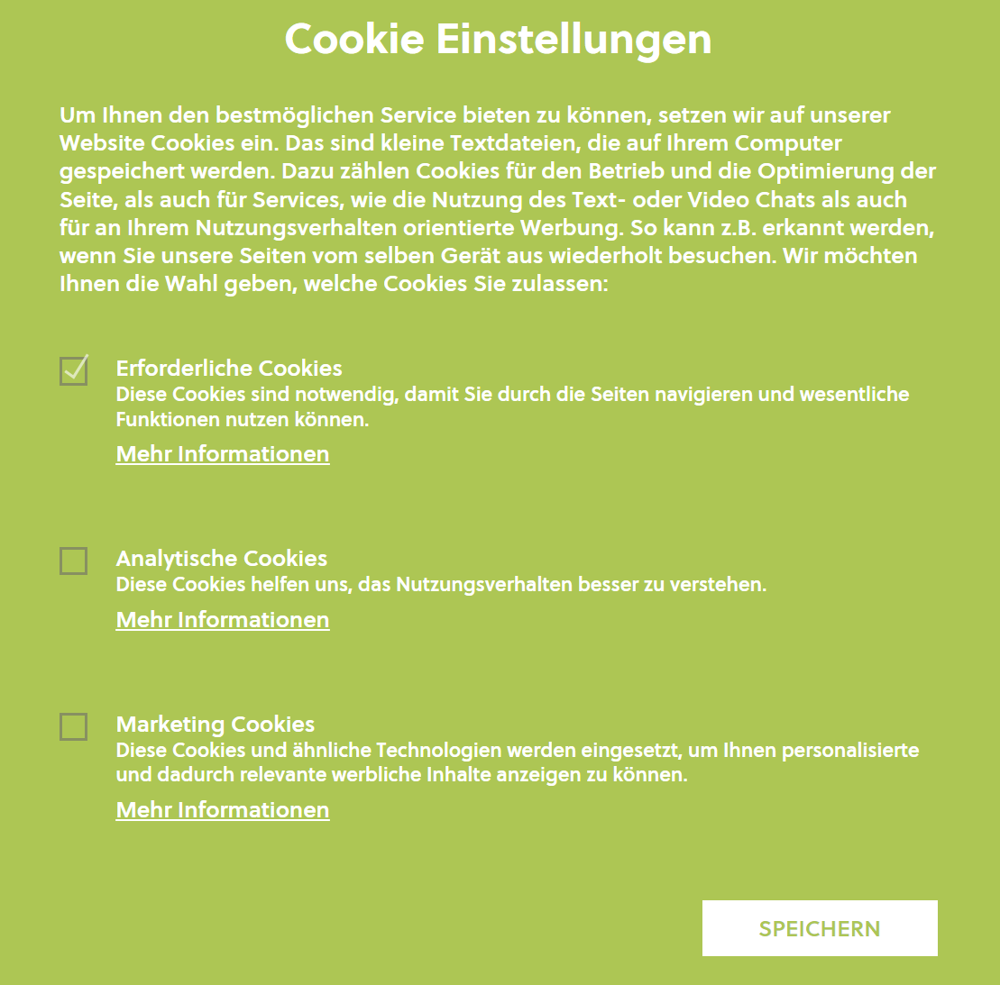 Cookie Einstellungen
Um Ihnen den bestmöglichen Service bieten zu können, setzen wir auf unserer
Website Cookies ein. Das sind kleine Textdateien, die auf Ihrem Computer
gespeichert werden. Dazu zählen Cookies für den Betrieb und die Optimierung der
Seite, als auch für Services, wie die Nutzung des Text- oder Video Chats als auch
für an Ihrem Nutzungsverhalten orientierte Werbung. So kann z.B. erkannt werden,
wenn Sie unsere Seiten vom selben Gerät aus wiederholt besuchen. Wir möchten
Ihnen die Wahl geben, welche Cookies Sie zulassen:
Erforderliche Cookies
Diese Cookies sind notwendig, damit Sie durch die Seiten navigieren und wesentliche
Funktionen nutzen können.
Mehr Informationen
Analytische Cookies
Diese Cookies helfen uns, das Nutzungsverhalten besser zu verstehen.
Mehr Informationen
Marketing Cookies
Diese Cookies und ähnliche Technologien werden eingesetzt, um Ihnen personalisierte
und dadurch relevante werbliche Inhalte anzeigen zu können.
Mehr Informationen
SPEICHERN